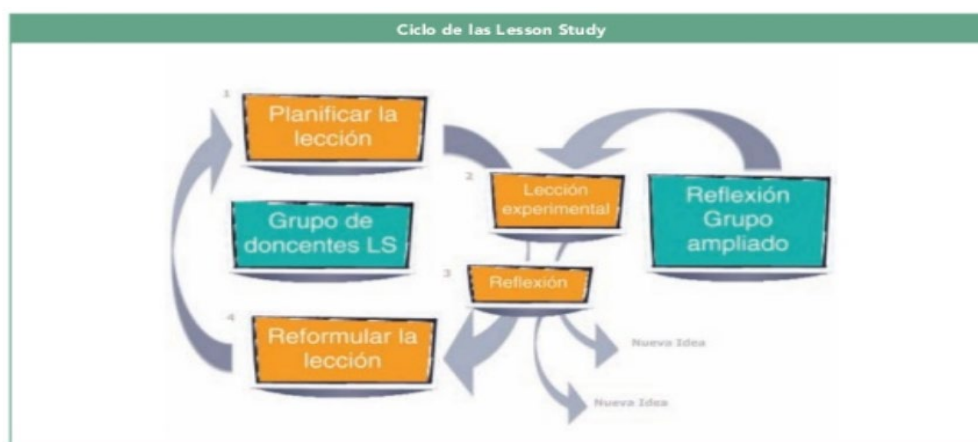 Ciclo de las Lesson Study
1
Planificar la
lección
2
Lección
experimental
Reflexión
Grupo
ampliado
Grupo de
doncentes LS
3
Reflexión
4
Reformular la
lección
Nueva Idea
Nueva Idea